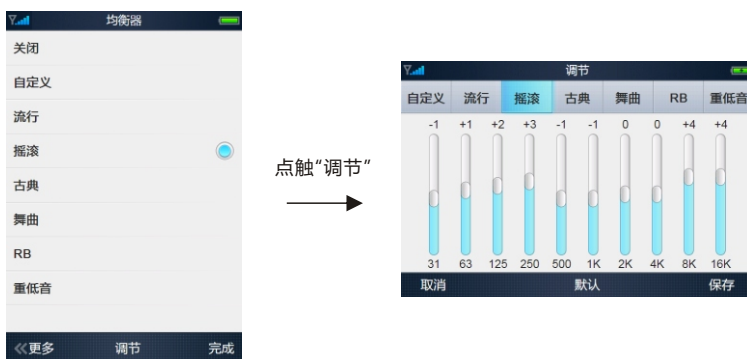 均衡器
关闭
自定义
流行
摇滚
古典
舞曲
RB
重低音
《更多 调节 完成
点触“调节”
调节
自定义 流行 摇滚 古典 舞曲 RB 重低音
-1 +1 +2 +3 -1 -1 0 0 +4 +4
31 63 125 250 500 1K 2K 4K 8K 16K
取消 默认 保存